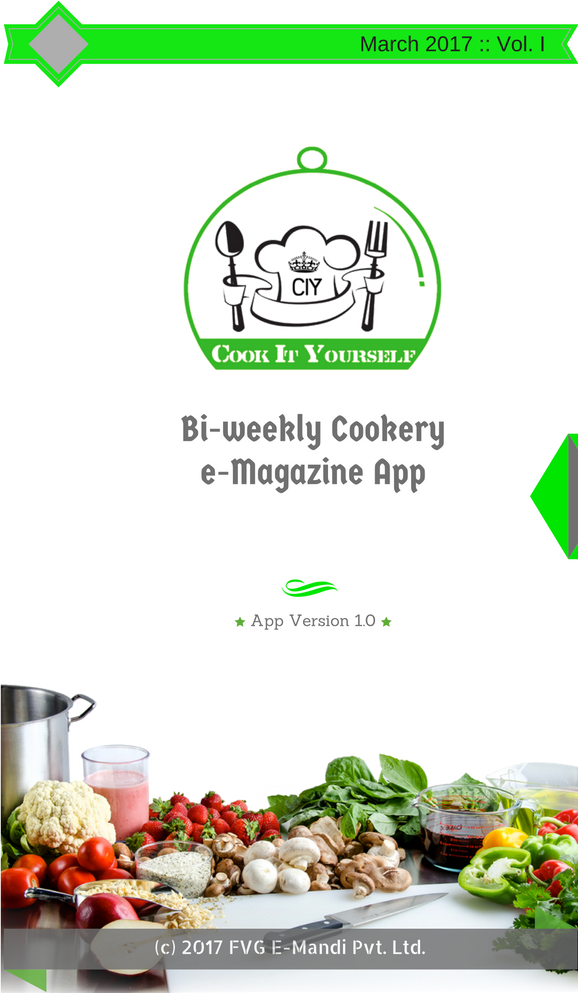 March 2017 :: Vol. I
CIY
Cook It Yourself
Bi-weekly Cookery
e-Magazine App
App Version 1.0
(c) 2017 FVG E-Mandi Pvt. Ltd.